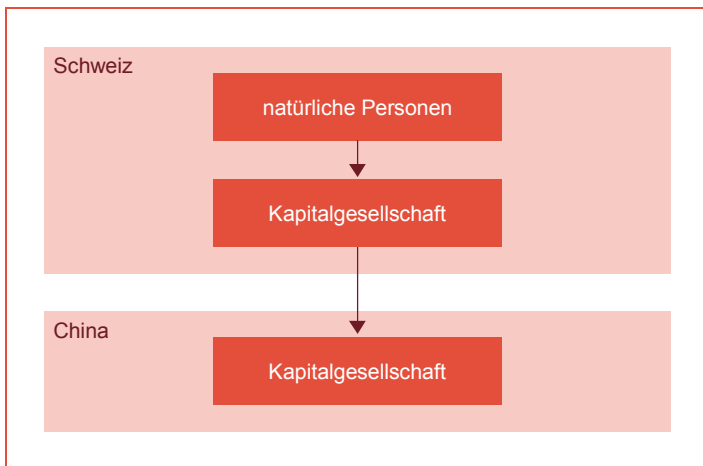 Schweiz
natürliche Personen
Kapitalgesellschaft
China
Kapitalgesellschaft